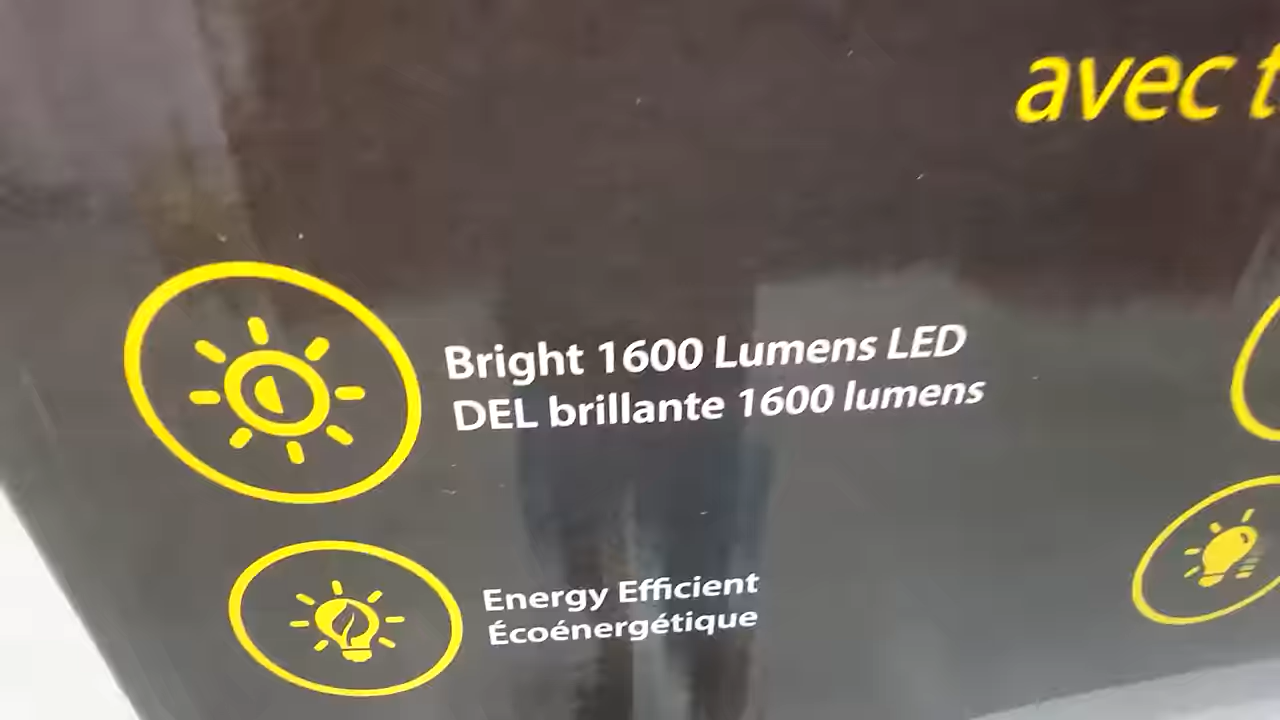 avec
Bright 1600 Lumens LED
DEL brillante 1600 lumens
Energy Efficient
Écoénergétique